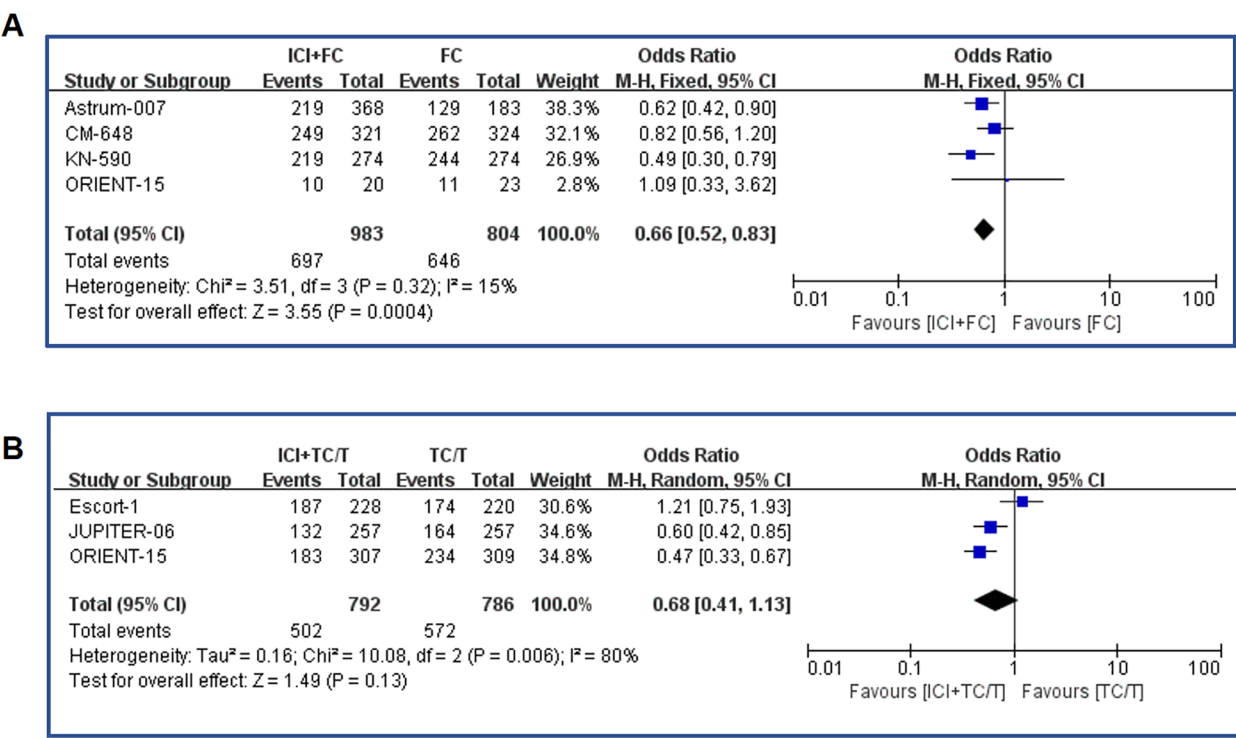 A
ICI+FC FC Odds Ratio Odds Ratio
Study or Subgroup Events Total Events Total Weight M-H, Fixed, 95% CI M-H, Fixed, 95% CI
Astrum-007 219 368 129 183 38.3% 0.62 [0.42, 0.90]
CM-648 249 321 262 324 32.1% 0.82 [0.56, 1.20]
KN-590 219 274 244 274 26.9% 0.49 [0.30, 0.79]
ORIENT-15 10 20 11 23 2.8% 1.09 [0.33, 3.62]
Total (95% CI) 983 804 100.0% 0.66 [0.52, 0.83]
Total events 697 646
Heterogeneity: Chi² = 3.51, df = 3 (P = 0.32); I² = 15%
Test for overall effect: Z = 3.55 (P = 0.0004)
0.01 0.1 1 10 100
Favours [ICI+FC] Favours [FC]
B
ICI+TC/T TC/T Odds Ratio Odds Ratio
Study or Subgroup Events Total Events Total Weight M-H, Random, 95% CI M-H, Random, 95% CI
Escort-1 187 228 174 220 30.6% 1.21 [0.75, 1.93]
JUPITER-06 132 257 164 257 34.6% 0.60 [0.42, 0.85]
ORIENT-15 183 307 234 309 34.8% 0.47 [0.33, 0.67]
Total (95% CI) 792 786 100.0% 0.68 [0.41, 1.13]
Total events 502 572
Heterogeneity: Tau² = 0.16; Chi² = 10.08, df = 2 (P = 0.006); I² = 80%
Test for overall effect: Z = 1.49 (P = 0.13)
0.01 0.1 1 10 100
Favours [ICI+TC/T] Favours [TC/T]